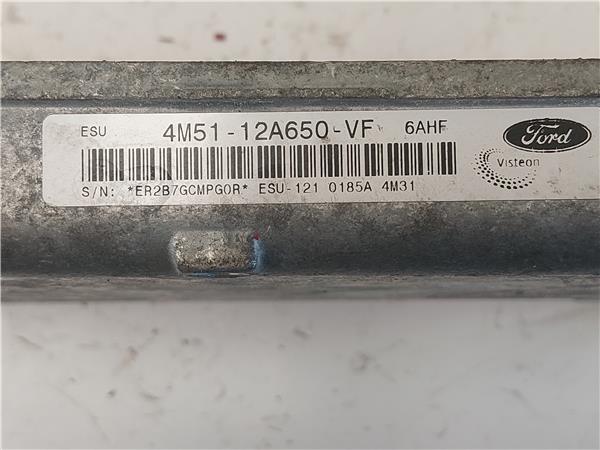 ESU 4M51-12A650-VF 6AHF
Ford
Visteon
S/N: *ER2B7GCMPG0R* ESU-121 0185A 4M31